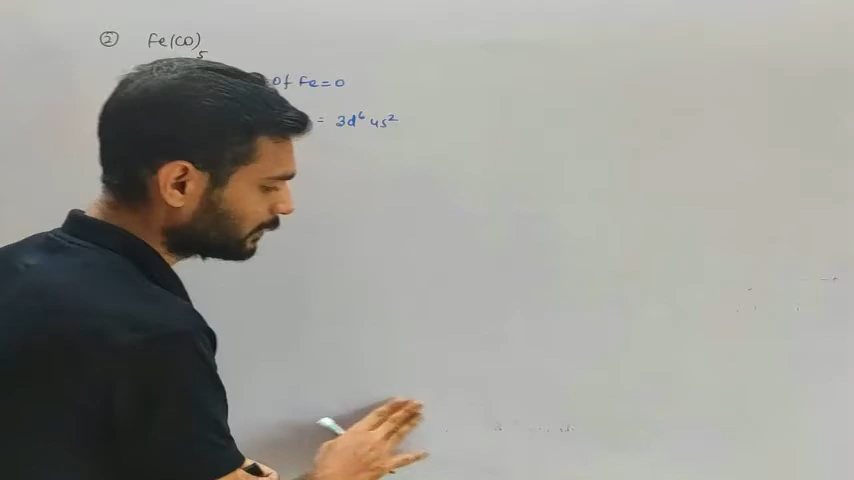 ② Fe(CO)₅
of Fe = 0
= 3d⁶ 4s²